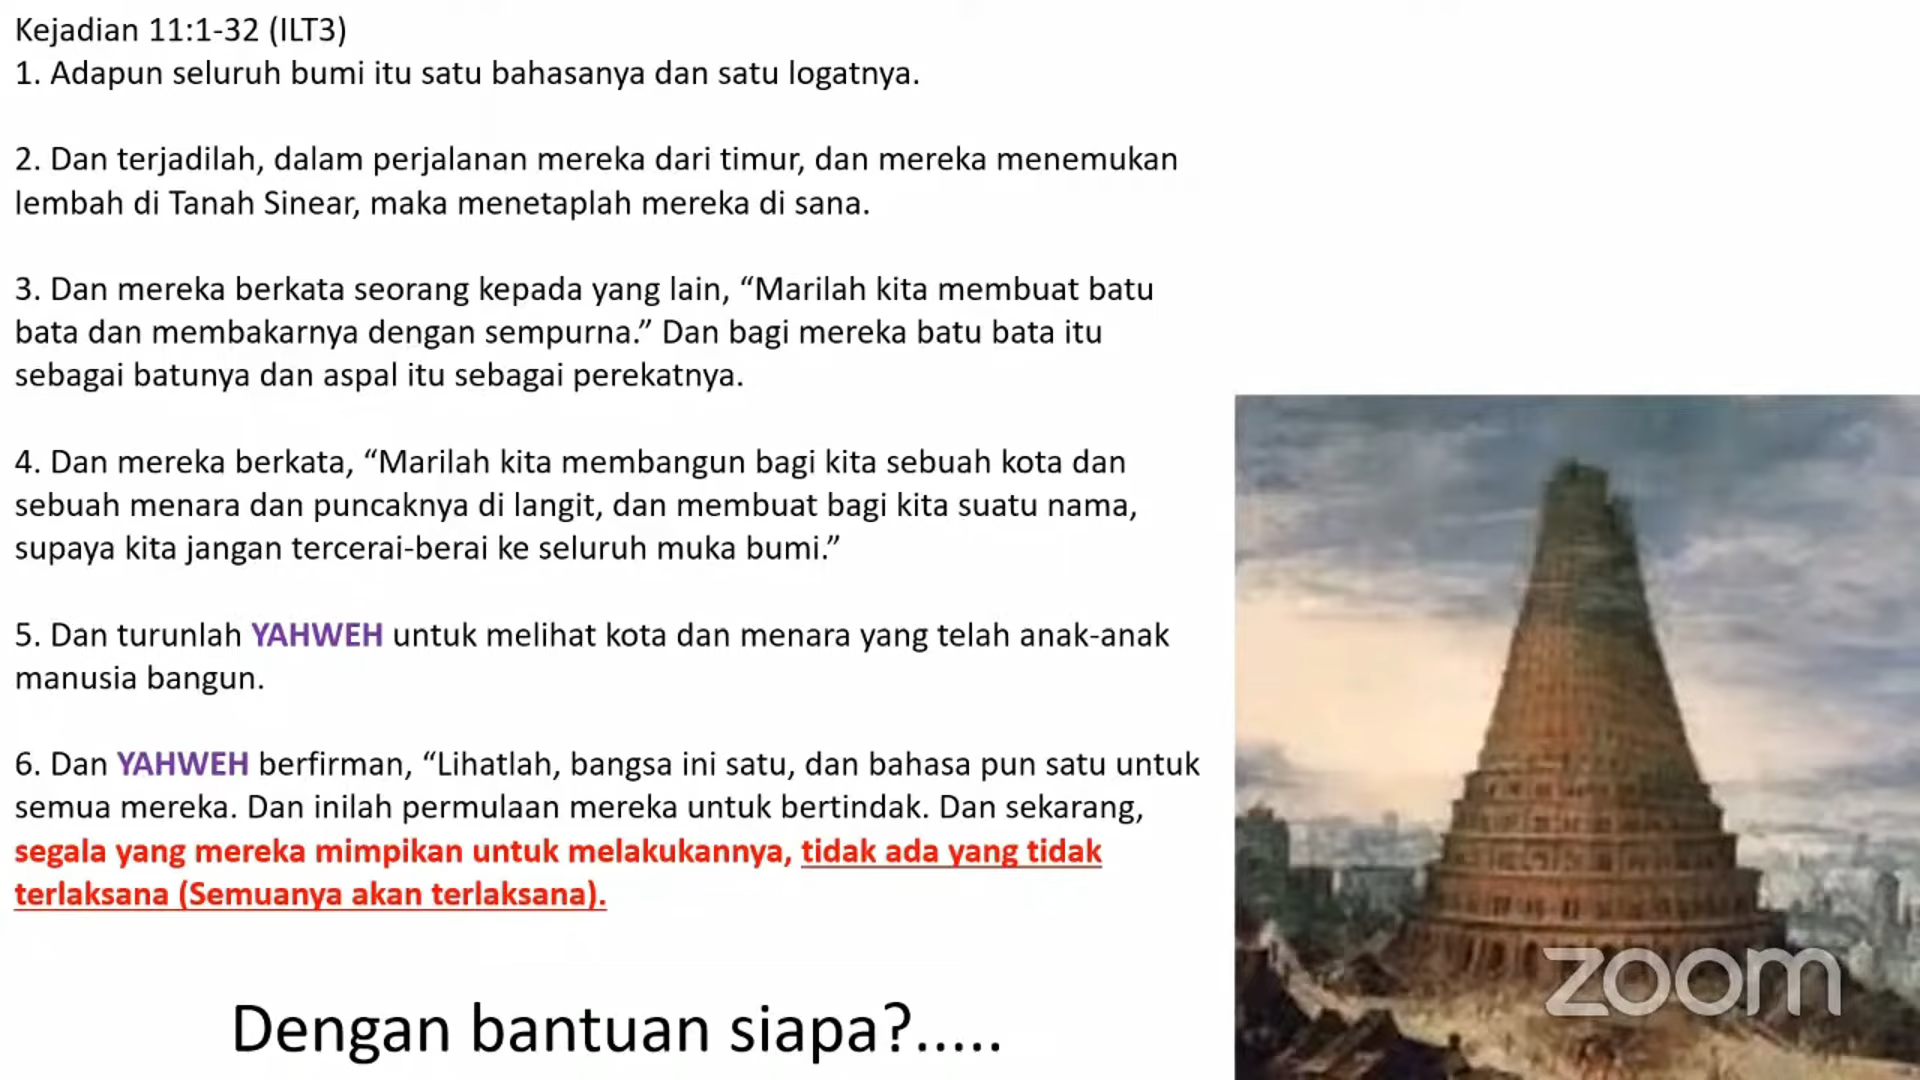 Kejadian 11:1-32 (ILT3)
1. Adapun seluruh bumi itu satu bahasanya dan satu logatnya.
2. Dan terjadilah, dalam perjalanan mereka dari timur, dan mereka menemukan
lembah di Tanah Sinear, maka menetaplah mereka di sana.
3. Dan mereka berkata seorang kepada yang lain, “Marilah kita membuat batu
bata dan membakarnya dengan sempurna.” Dan bagi mereka batu bata itu
sebagai batunya dan aspal itu sebagai perekatnya.
4. Dan mereka berkata, “Marilah kita membangun bagi kita sebuah kota dan
sebuah menara dan puncaknya di langit, dan membuat bagi kita suatu nama,
supaya kita jangan tercerai-berai ke seluruh muka bumi.”
5. Dan turunlah YAHWEH untuk melihat kota dan menara yang telah anak-anak
manusia bangun.
6. Dan YAHWEH berfirman, “Lihatlah, bangsa ini satu, dan bahasa pun satu untuk
semua mereka. Dan inilah permulaan mereka untuk bertindak. Dan sekarang,
segala yang mereka mimpikan untuk melakukannya, tidak ada yang tidak
terlaksana (Semuanya akan terlaksana).
Dengan bantuan siapa?.....
zoom